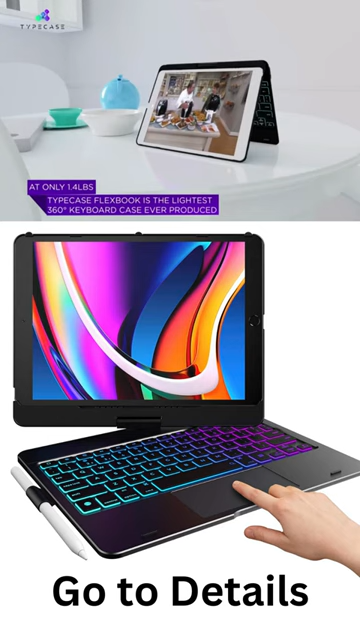 TYPECASE
AT ONLY 1.4LBS
TYPECASE FLEXBOOK IS THE LIGHTEST
360° KEYBOARD CASE EVER PRODUCED
Go to Details